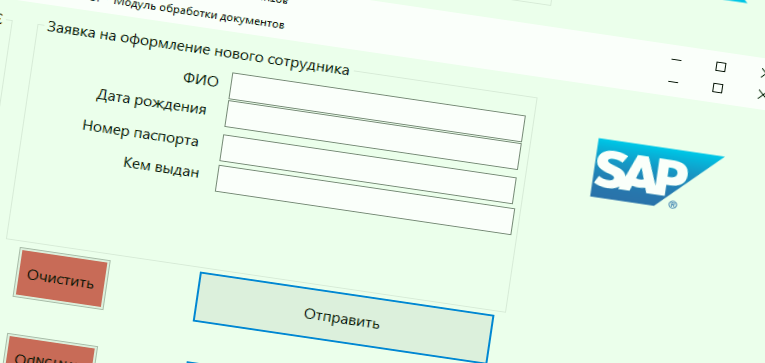 Модуль обработки документов
Заявка на оформление нового сотрудника
ФИО
Дата рождения
Номер паспорта
Кем выдан
SAP®
Очистить
Отправить